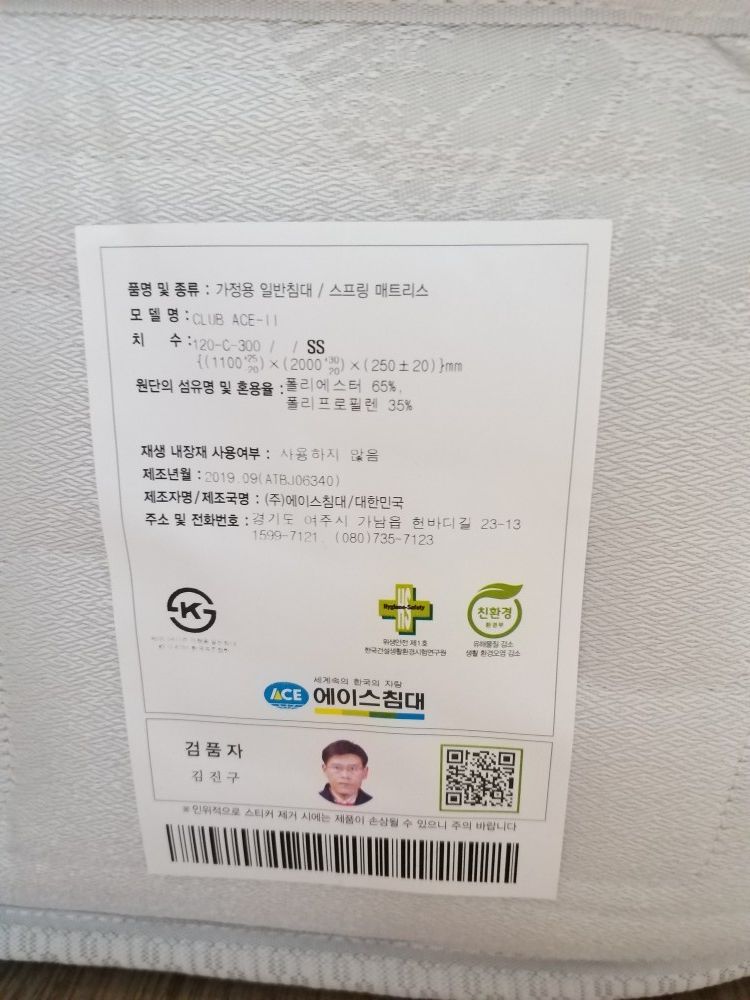 품명 및 종류 : 가정용 일반침대 / 스프링 매트리스
모 델 명 : CLUB ACE-II
치 수 : 120-C-300 / / SS
{(1100 +25 -20) × (2000 +30 -20) × (250 ± 20)}mm
원단의 섬유명 및 혼용율 : 폴리에스터 65%,
폴리프로필렌 35%
재생 내장재 사용여부 : 사용하지 않음
제조년월 : 2019.09(ATBJ06340)
제조자명/제조국명 : (주)에이스침대/대한민국
주소 및 전화번호 : 경기도 여주시 가남읍 헌바디길 23-13
1599-7121, (080)735-7123
KS
HS
Hygiene-Safety
위생안전 제1호
한국건설생활환경시험연구원
친환경
환경부
유해물질 감소
생활 환경오염 감소
세계속의 한국의 자랑
ACE 에이스침대
검 품 자
김 진 구
※ 인위적으로 스티커 제거 시에는 제품이 손상될 수 있으니 주의 바랍니다